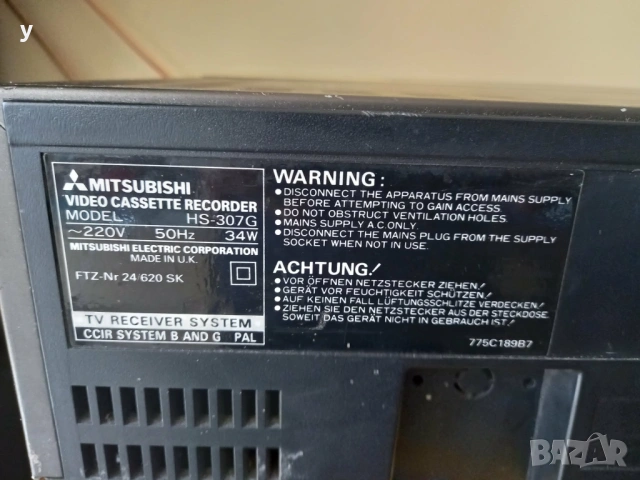 y
MITSUBISHI
VIDEO CASSETTE RECORDER
MODEL HS-307G
~220V 50Hz 34W
MITSUBISHI ELECTRIC CORPORATION
MADE IN U.K.
FTZ-Nr 24/620 SK
TV RECEIVER SYSTEM
CCIR SYSTEM B AND G PAL
WARNING:
●DISCONNECT THE APPARATUS FROM MAINS SUPPLY
BEFORE ATTEMPTING TO GAIN ACCESS
●DO NOT OBSTRUCT VENTILATION HOLES.
●MAINS SUPPLY A.C ONLY.
●DISCONNECT THE MAINS PLUG FROM THE SUPPLY
SOCKET WHEN NOT IN USE.
ACHTUNG!
●VOR ÖFFNEN NETZSTECKER ZIEHEN!
●GERÄT VOR FEUCHTIGKEIT SCHÜTZEN!
●AUF KEINEN FALL LÜFTUNGSSCHLITZE VERDECKEN!
●ZIEHEN SIE DEN NETZSTECKER AUS DER STECKDOSE,
SOWEIT DAS GERÄT NICHT IN GEBRAUCH IST!
775C189B7
BAZAR
bg